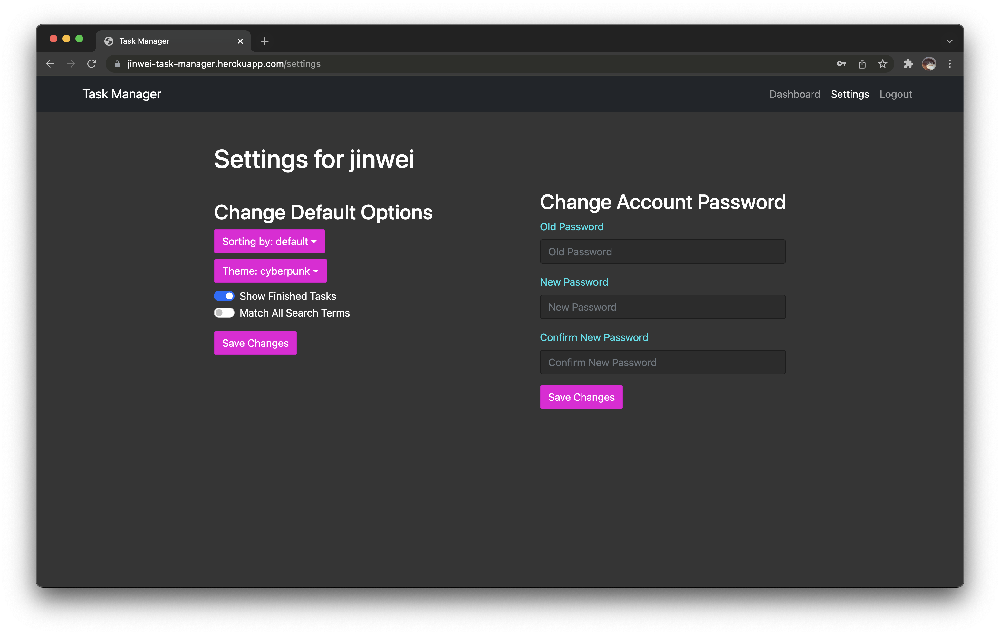 Task Manager
jinwei-task-manager.herokuapp.com/settings
Task Manager
Dashboard Settings Logout
Settings for jinwei
Change Default Options
Sorting by: default
Theme: cyberpunk
Show Finished Tasks
Match All Search Terms
Save Changes
Change Account Password
Old Password
Old Password
New Password
New Password
Confirm New Password
Confirm New Password
Save Changes